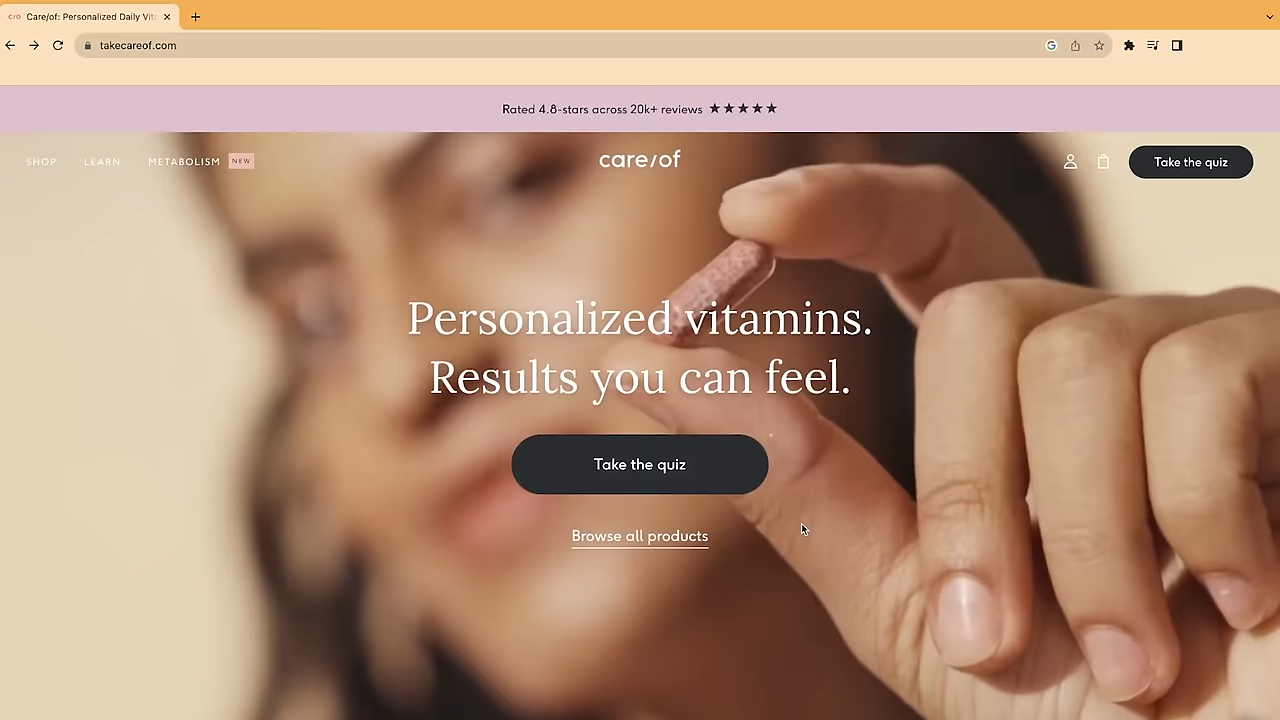 C/O Care/of: Personalized Daily Vit
takecareof.com
Rated 4.8-stars across 20k+ reviews ★★★★★
SHOP LEARN METABOLISM NEW
care/of
Take the quiz
Personalized vitamins.
Results you can feel.
Take the quiz
Browse all products